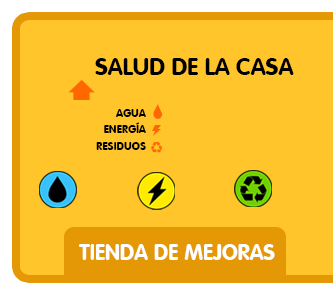 SALUD DE LA CASA
AGUA
ENERGÍA
RESIDUOS
TIENDA DE MEJORAS